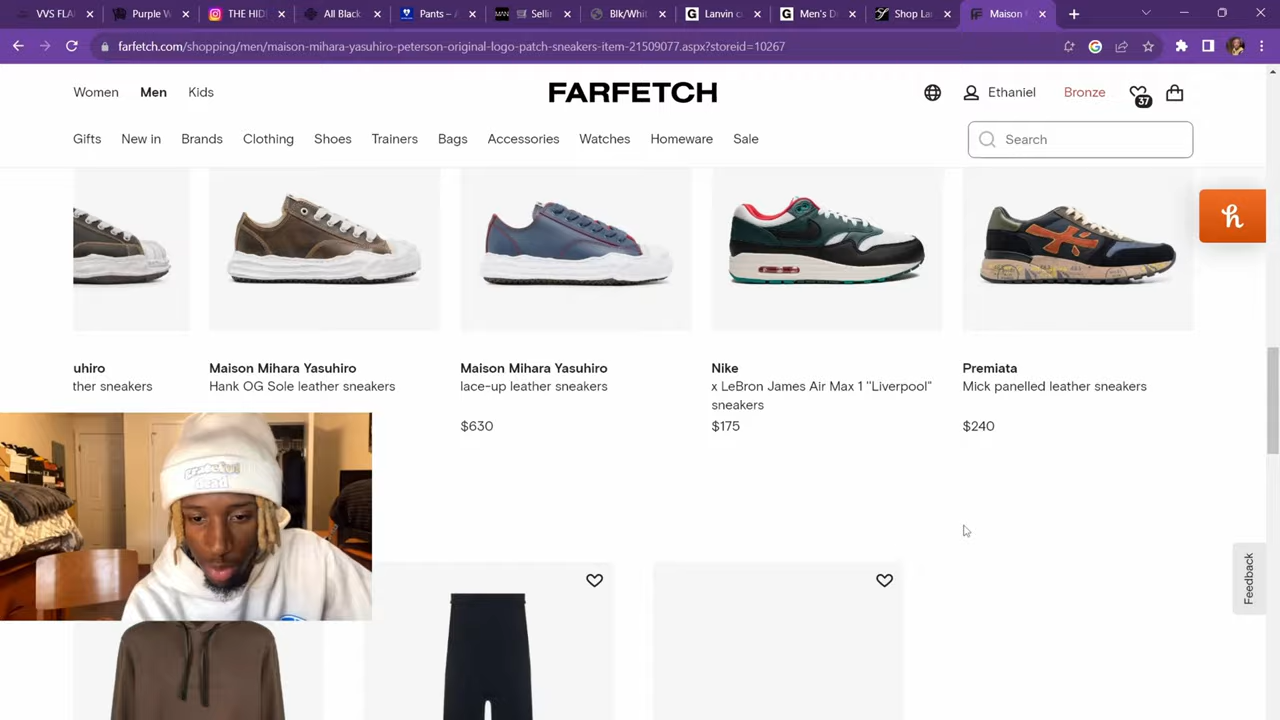 VVS FLA
Purple W
THE HID
All Black
Pants – A
MAN
Sellin
Blk/Whit
Lanvin c
Men's D
Shop La
Maison
farfetch.com/shopping/men/maison-mihara-yasuhiro-peterson-original-logo-patch-sneakers-item-21509077.aspx?storeid=10267
Women
Men
Kids
FARFETCH
Ethaniel
Bronze
37
Gifts
New in
Brands
Clothing
Shoes
Trainers
Bags
Accessories
Watches
Homeware
Sale
Search
uhiro
ther sneakers
Maison Mihara Yasuhiro
Hank OG Sole leather sneakers
Maison Mihara Yasuhiro
lace-up leather sneakers
$630
Nike
x LeBron James Air Max 1 "Liverpool"
sneakers
$175
Premiata
Mick panelled leather sneakers
$240
grateful
dead
Feedback